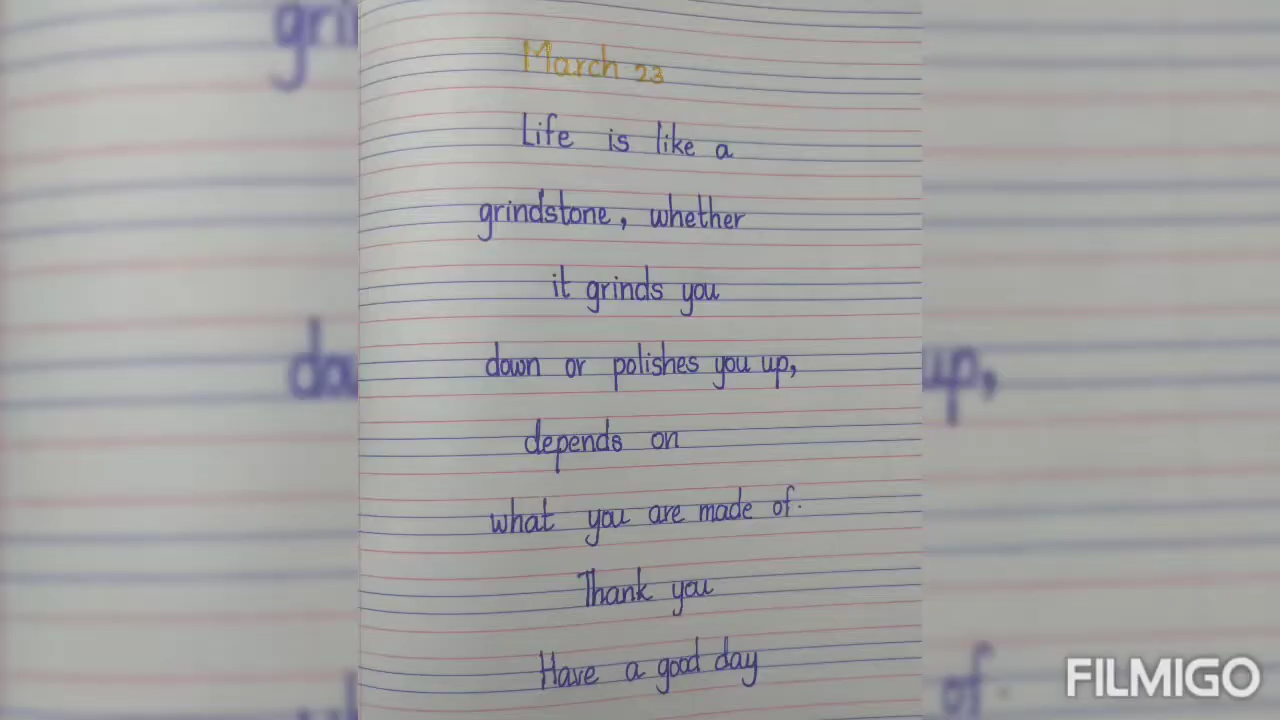 March 23
Life is like a
grindstone, whether
it grinds you
down or polishes you up,
depends on
what you are made of.
Thank you
Have a good day
FILMIGO